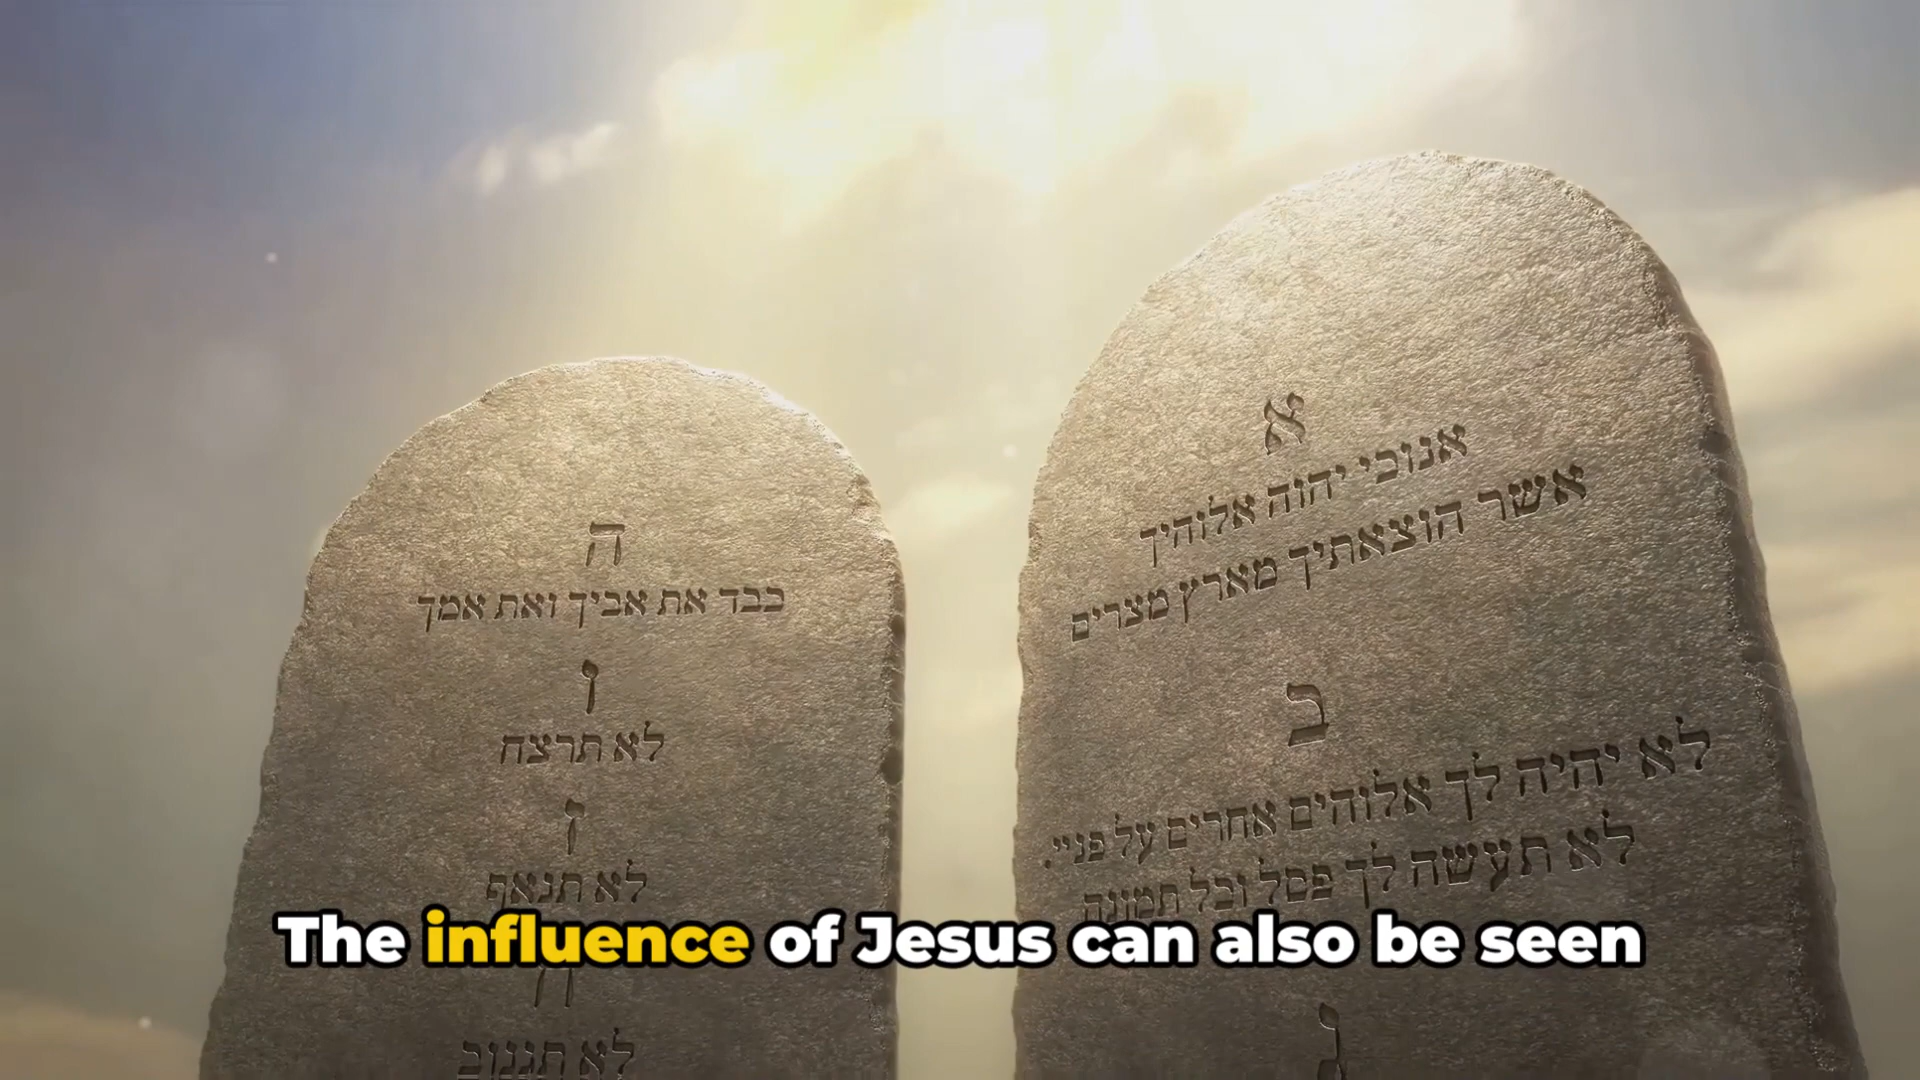 א
אנוכי יהוה אלוהיך
אשר הוצאתיך מארץ מצרים
ב
לא יהיה לך אלוהים אחרים על פניי.
לא תעשה לך פסל וכל תמונה
ג
ה
כבד את אביך ואת אמך
ו
לא תרצח
ז
לא תנאף
ח
לא תגנוב
The influence of Jesus can also be seen